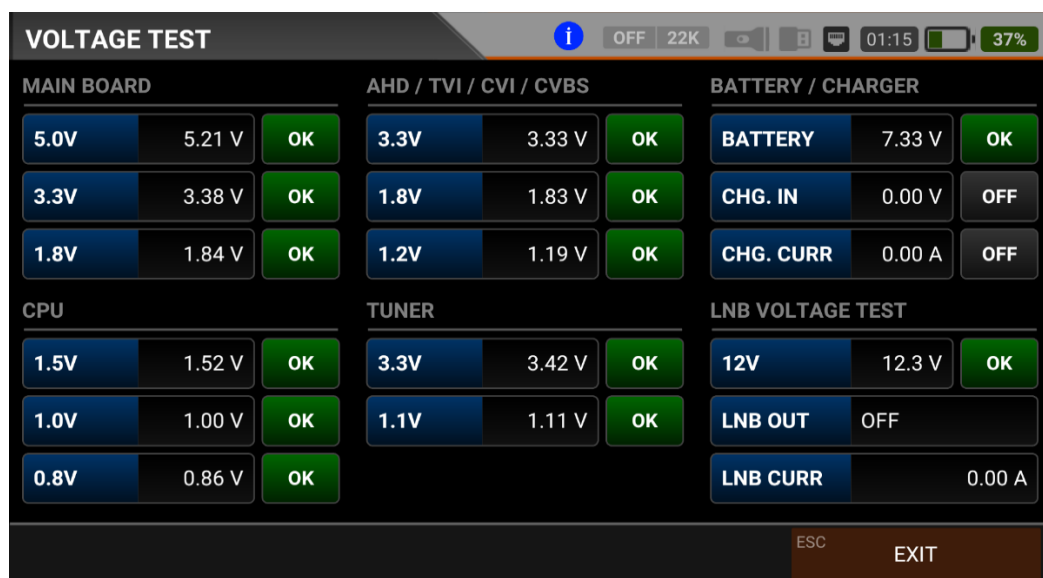 VOLTAGE TEST i OFF 22K 01:15 37%
MAIN BOARD
5.0V 5.21 V OK
3.3V 3.38 V OK
1.8V 1.84 V OK
AHD / TVI / CVI / CVBS
3.3V 3.33 V OK
1.8V 1.83 V OK
1.2V 1.19 V OK
BATTERY / CHARGER
BATTERY 7.33 V OK
CHG. IN 0.00 V OFF
CHG. CURR 0.00 A OFF
CPU
1.5V 1.52 V OK
1.0V 1.00 V OK
0.8V 0.86 V OK
TUNER
3.3V 3.42 V OK
1.1V 1.11 V OK
LNB VOLTAGE TEST
12V 12.3 V OK
LNB OUT OFF
LNB CURR 0.00 A
ESC EXIT